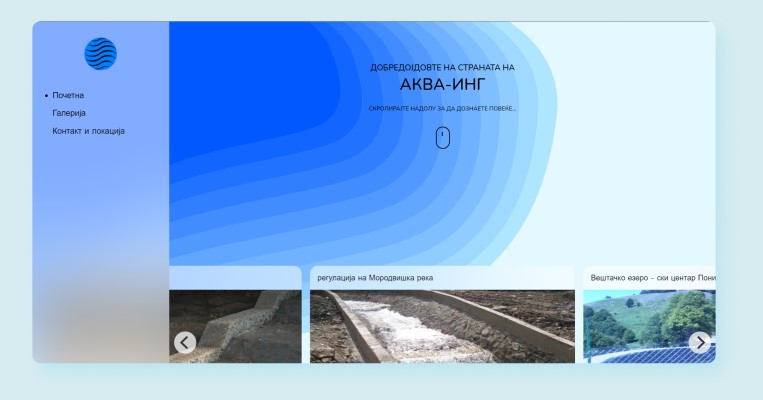 Почетна
Галерија
Контакт и локација
ДОБРЕДОЈДОВТЕ НА СТРАНАТА НА
АКВА-ИНГ
СКРОЛИРАЈТЕ НАДОЛУ ЗА ДА ДОЗНАЕТЕ ПОВЕЌЕ...
регулација на Мородвишка река
Вештачко езеро - ски центар Пони